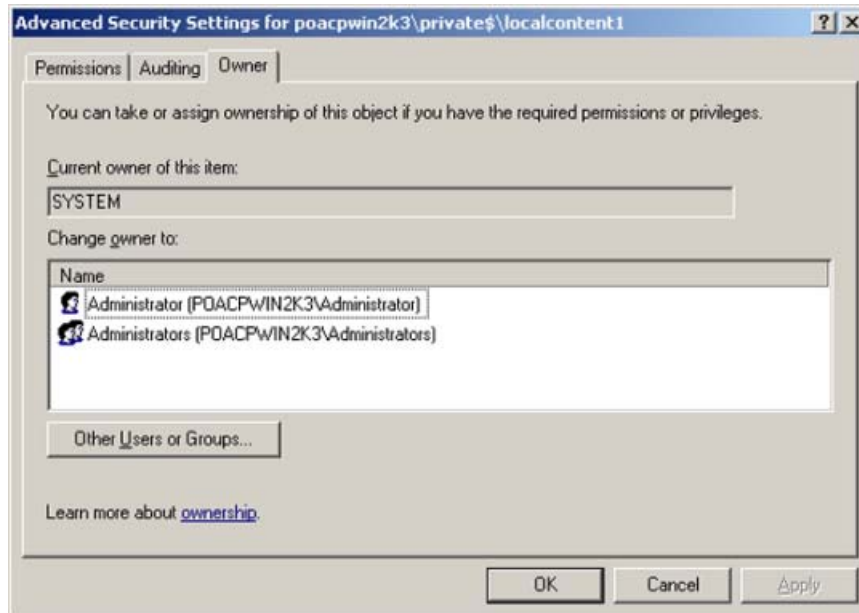 Advanced Security Settings for poacpwin2k3\private$\localcontent1
Permissions Auditing Owner
You can take or assign ownership of this object if you have the required permissions or privileges.
Current owner of this item:
SYSTEM
Change owner to:
Name
Administrator (POACPWIN2K3\Administrator)
Administrators (POACPWIN2K3\Administrators)
Other Users or Groups...
Learn more about ownership.
OK Cancel Apply